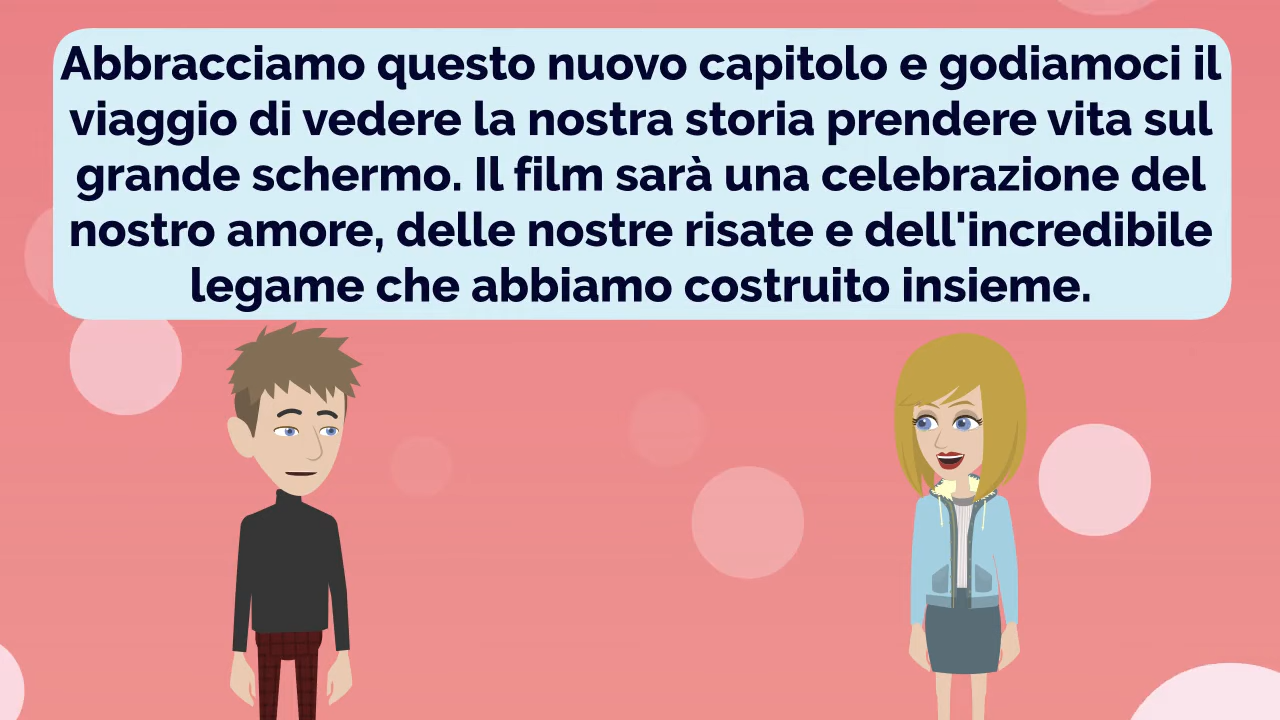 Abbracciamo questo nuovo capitolo e godiamoci il
viaggio di vedere la nostra storia prendere vita sul
grande schermo. Il film sarà una celebrazione del
nostro amore, delle nostre risate e dell'incredibile
legame che abbiamo costruito insieme.